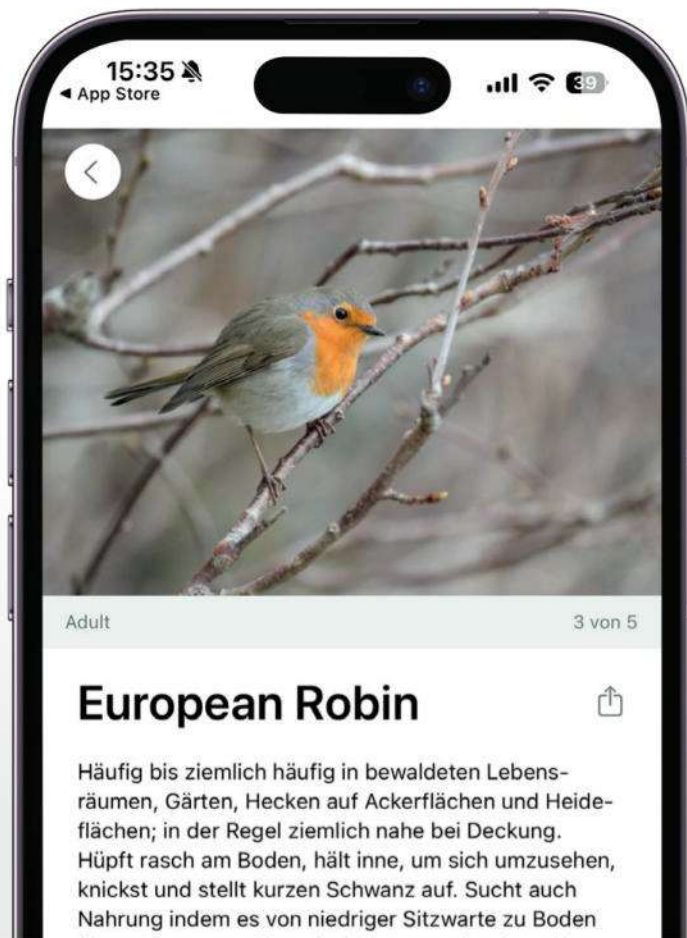 15:35
◀ App Store
39
Adult
3 von 5
European Robin
Häufig bis ziemlich häufig in bewaldeten Lebens-
räumen, Gärten, Hecken auf Ackerflächen und Heide-
flächen; in der Regel ziemlich nahe bei Deckung.
Hüpft rasch am Boden, hält inne, um sich umzusehen,
knickst und stellt kurzen Schwanz auf. Sucht auch
Nahrung indem es von niedriger Sitzwarte zu Boden